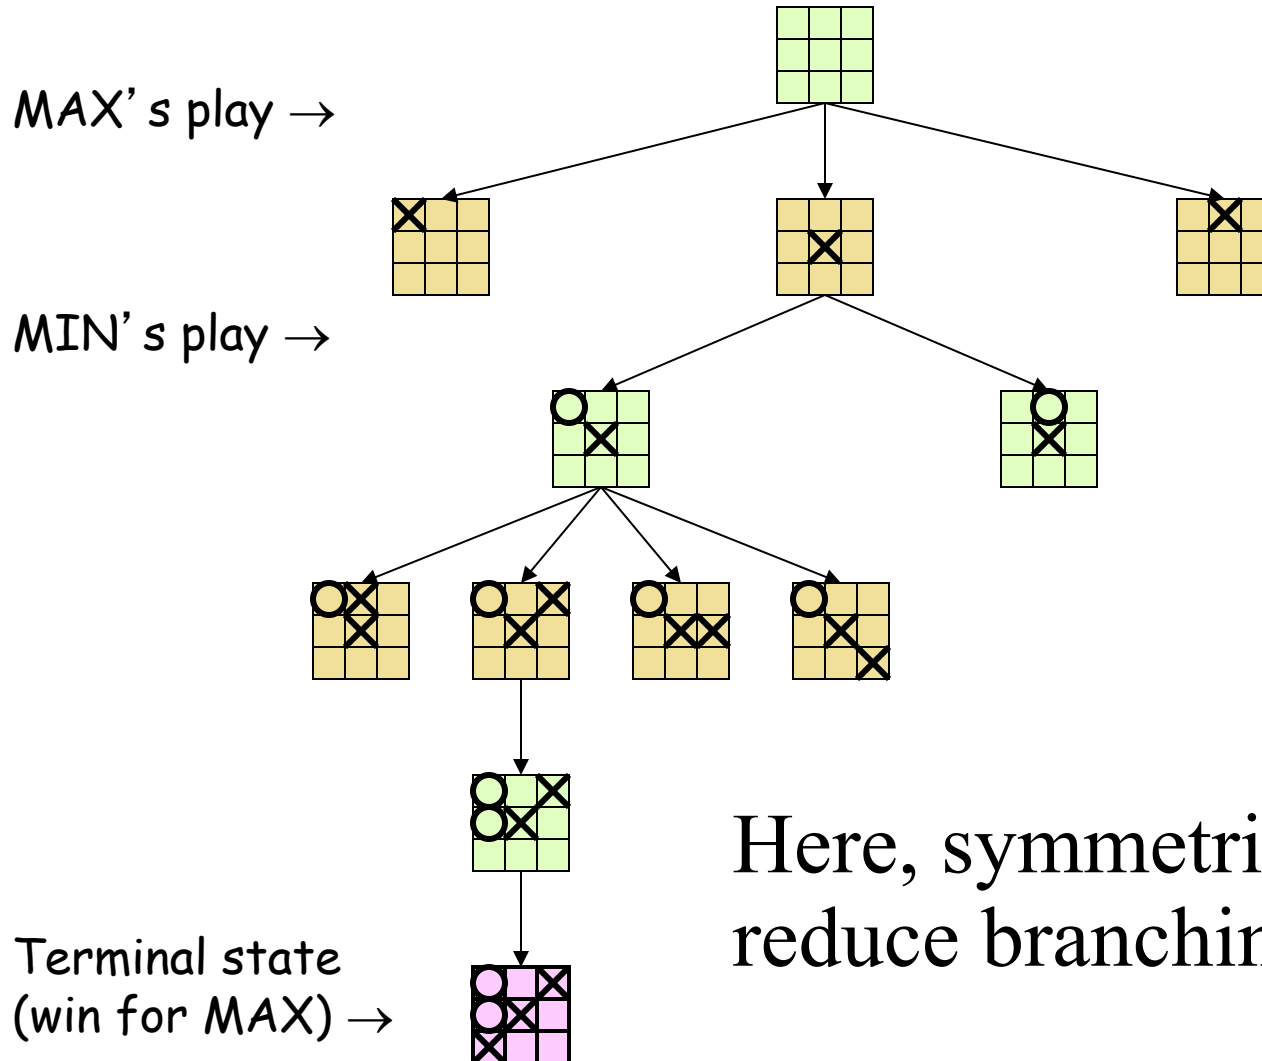 MAX's play →
MIN's play →
Here, symmetri
reduce branchin
Terminal state
(win for MAX) →